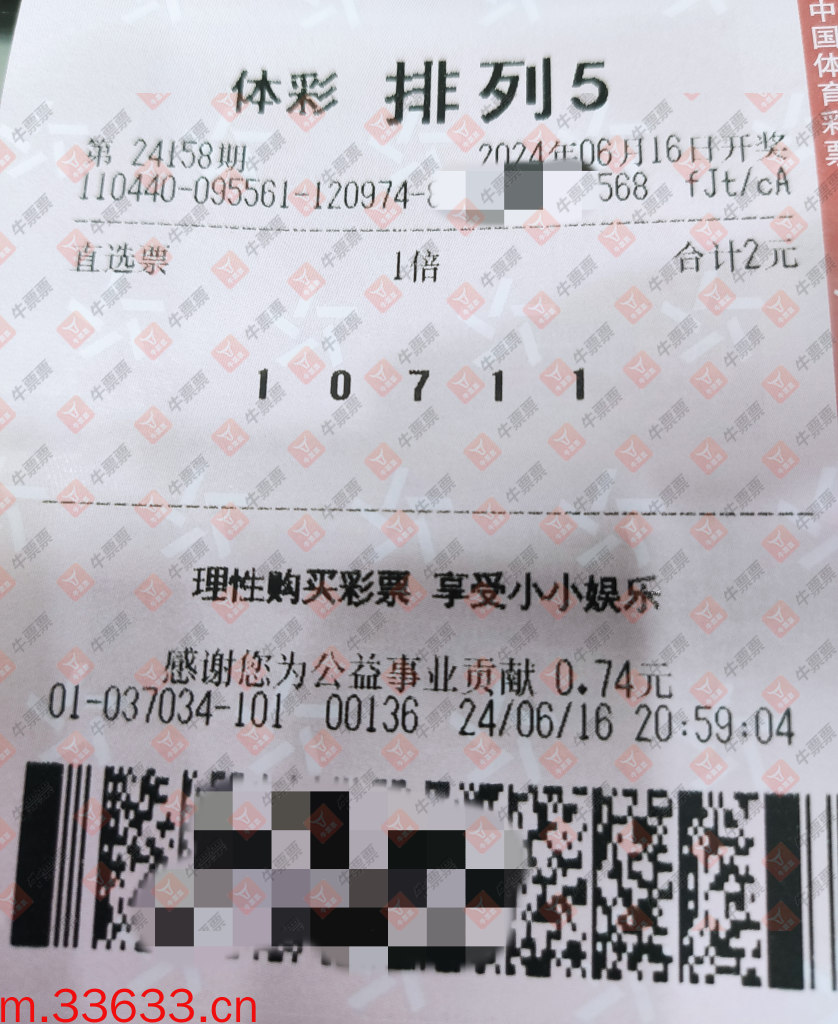 中国体育彩票
体彩 排列5
第 24158期 2024年06月16日开奖
110440-095561-120974- 568 fJt/cA
直选票 1倍 合计2元
1 0 7 1 1
理性购买彩票 享受小小娱乐
感谢您为公益事业贡献 0.74元
01-037034-101 00136 24/06/16 20:59:04
牛票票
m.33633.cn